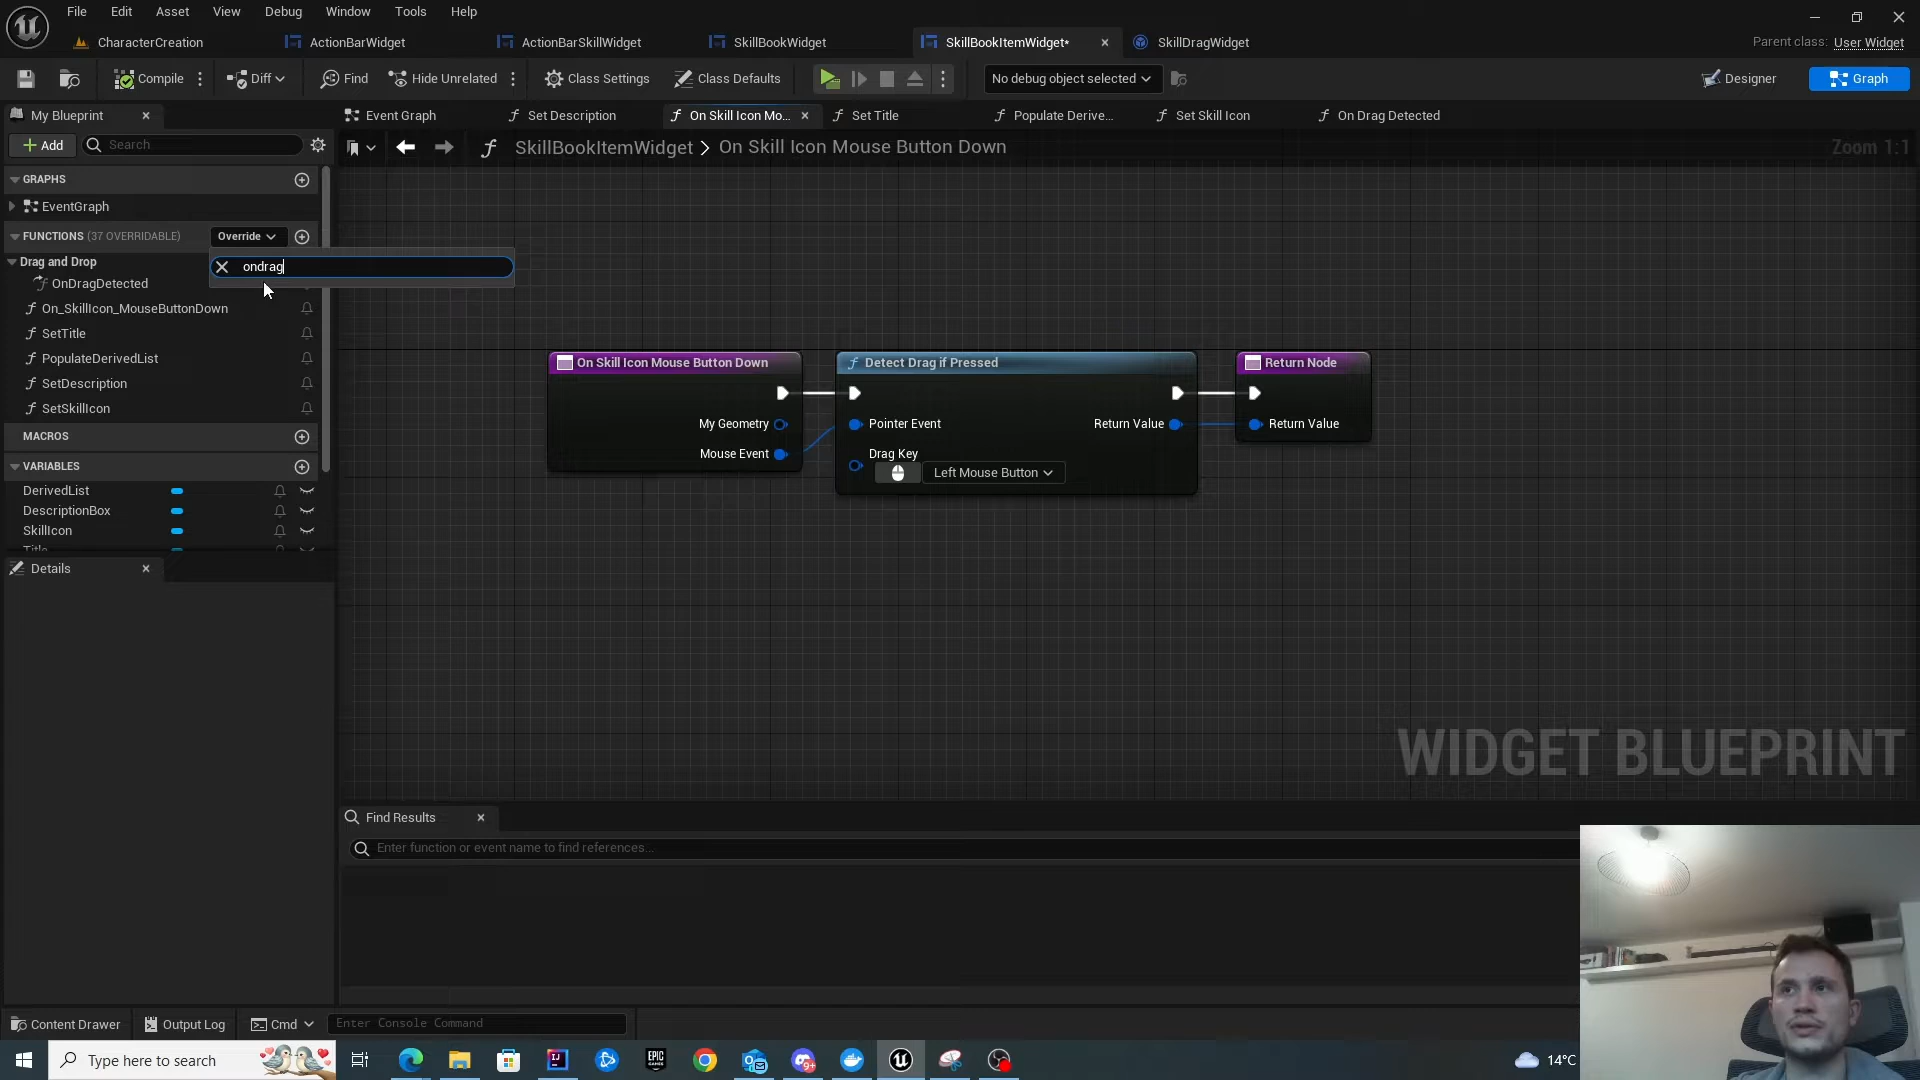 File Edit Asset View Debug Window Tools Help
CharacterCreation ActionBarWidget ActionBarSkillWidget SkillBookWidget SkillBookItemWidget* SkillDragWidget Parent class: User Widget
Compile Diff Find Hide Unrelated Class Settings Class Defaults No debug object selected Designer Graph
My Blueprint Event Graph Set Description On Skill Icon Mo... Set Title Populate Derive... Set Skill Icon On Drag Detected
Add Search SkillBookItemWidget > On Skill Icon Mouse Button Down Zoom 1:1
GRAPHS
EventGraph
FUNCTIONS (37 OVERRIDABLE) Override
Drag and Drop ondrag
OnDragDetected
On_SkillIcon_MouseButtonDown
SetTitle
PopulateDerivedList
SetDescription
SetSkillIcon
MACROS
VARIABLES
DerivedList
DescriptionBox
SkillIcon
Title
Details
On Skill Icon Mouse Button Down
My Geometry
Mouse Event
Detect Drag if Pressed
Pointer Event Return Value
Drag Key
Left Mouse Button
Return Node
Return Value
WIDGET BLUEPRINT
Find Results
Enter function or event name to find references...
Content Drawer Output Log Cmd Enter Console Command
Type here to search EPIC GAMES 9+ 14°C